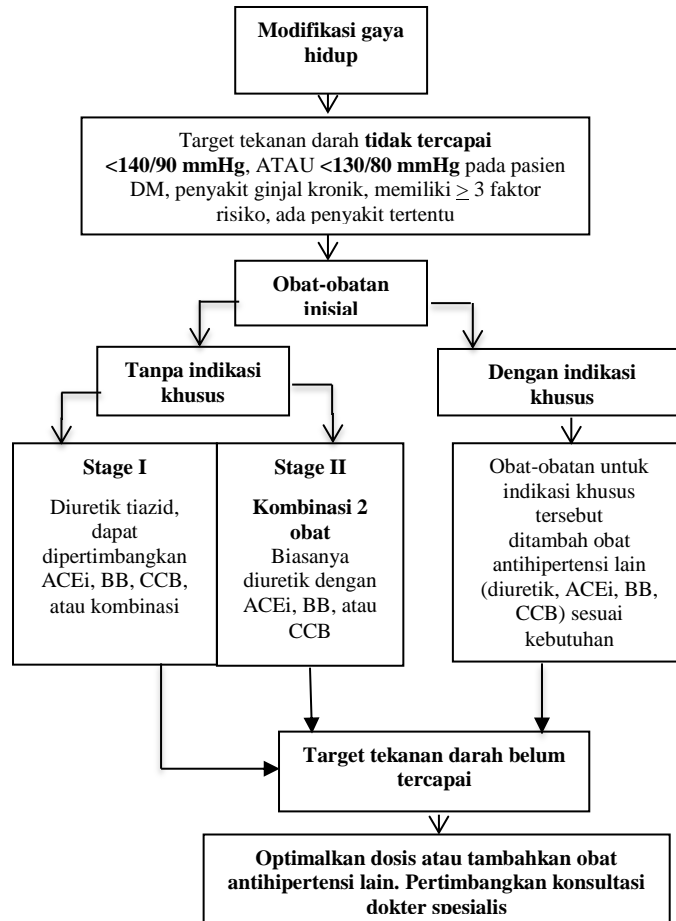 Modifikasi gaya
hidup
Target tekanan darah tidak tercapai
<140/90 mmHg, ATAU <130/80 mmHg pada pasien
DM, penyakit ginjal kronik, memiliki ≥ 3 faktor
risiko, ada penyakit tertentu
Obat-obatan
inisial
Tanpa indikasi
khusus
Dengan indikasi
khusus
Stage I
Diuretik tiazid,
dapat
dipertimbangkan
ACEi, BB, CCB,
atau kombinasi
Stage II
Kombinasi 2
obat
Biasanya
diuretik dengan
ACEi, BB, atau
CCB
Obat-obatan untuk
indikasi khusus
tersebut
ditambah obat
antihipertensi lain
(diuretik, ACEi, BB,
CCB) sesuai
kebutuhan
Target tekanan darah belum
tercapai
Optimalkan dosis atau tambahkan obat
antihipertensi lain. Pertimbangkan konsultasi
dokter spesialis